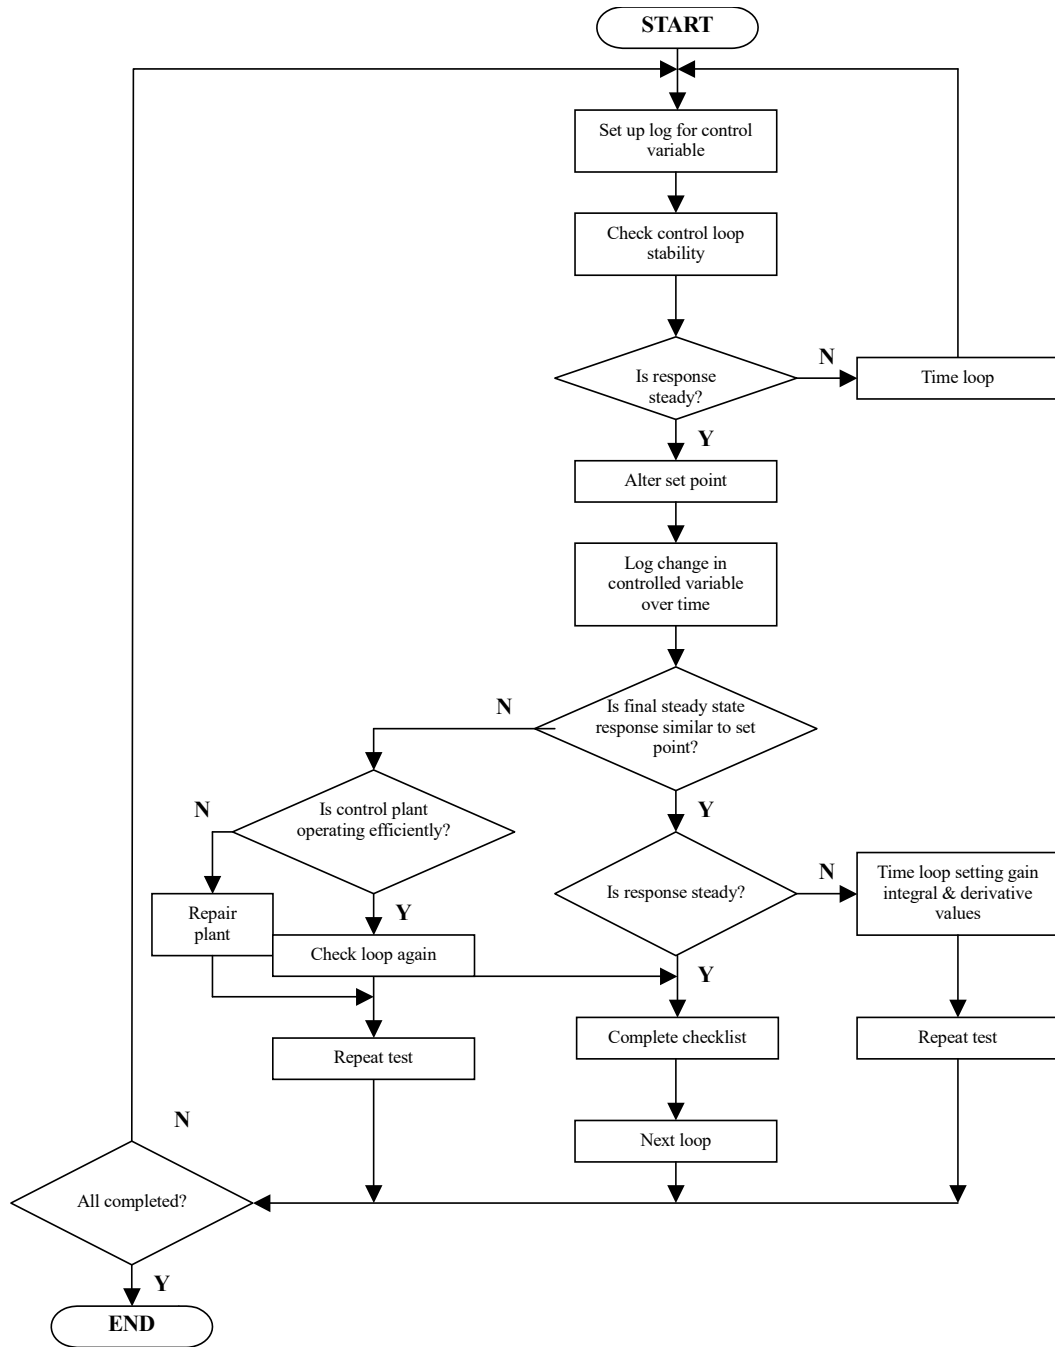 START
Set up log for control
variable
Check control loop
stability
Is response
steady?
N
Time loop
Y
Alter set point
Log change in
controlled variable
over time
Is final steady state
response similar to set
point?
N
Y
Is control plant
operating efficiently?
N
Y
Repair
plant
Check loop again
Is response steady?
N
Time loop setting gain
integral & derivative
values
Y
Repeat test
Complete checklist
Repeat test
Next loop
N
All completed?
Y
END